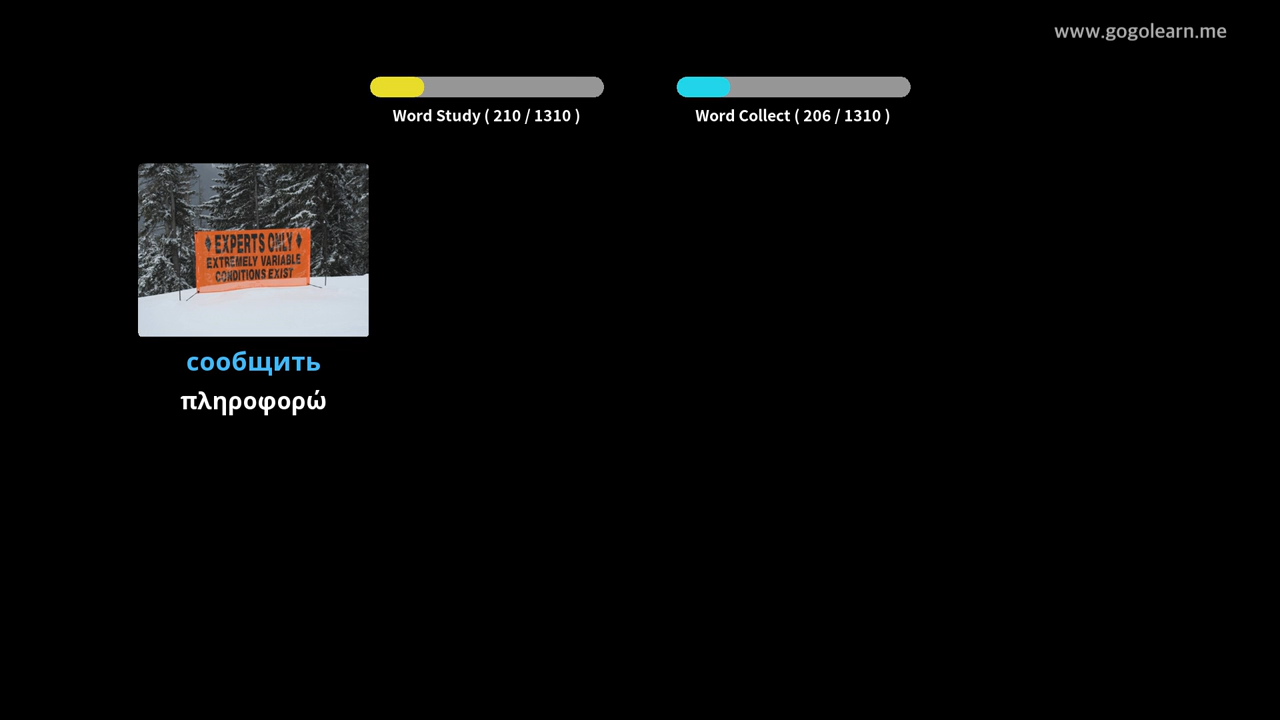 www.gogolearn.me
Word Study ( 210 / 1310 )
Word Collect ( 206 / 1310 )
EXPERTS ONLY
EXTREMELY VARIABLE
CONDITIONS EXIST
сообщить
πληροφορώ